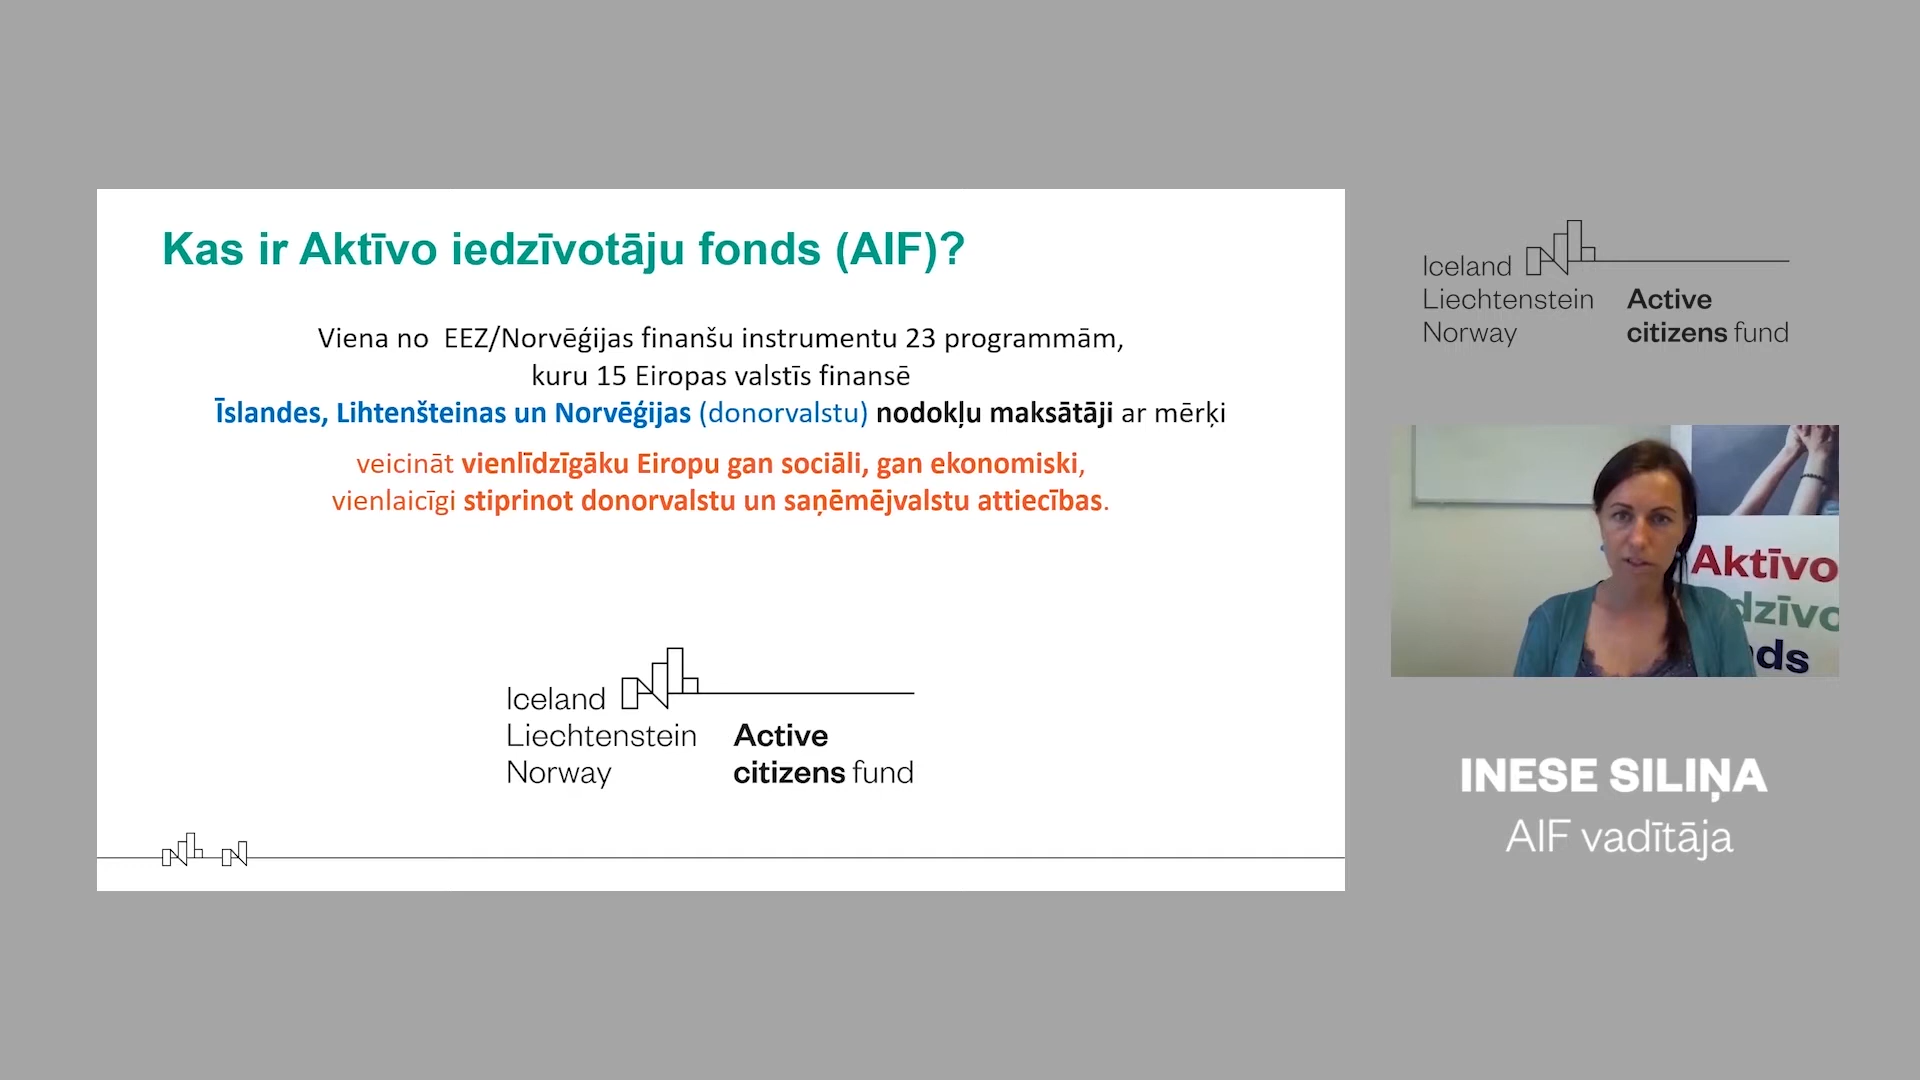 Kas ir Aktīvo iedzīvotāju fonds (AIF)?
Viena no EEZ/Norvēģijas finanšu instrumentu 23 programmām,
kuru 15 Eiropas valstīs finansē
Īslandes, Lihtenšteinas un Norvēģijas (donorvalstu) nodokļu maksātāji ar mērķi
veicināt vienlīdzīgāku Eiropu gan sociāli, gan ekonomiski,
vienlaicīgi stiprinot donorvalstu un saņēmējvalstu attiecības.
Iceland
Liechtenstein
Norway
Active
citizens fund
Iceland
Liechtenstein
Norway
Active
citizens fund
Aktīvo
dzīvo
nds
INESE SILIŅA
AIF vadītāja